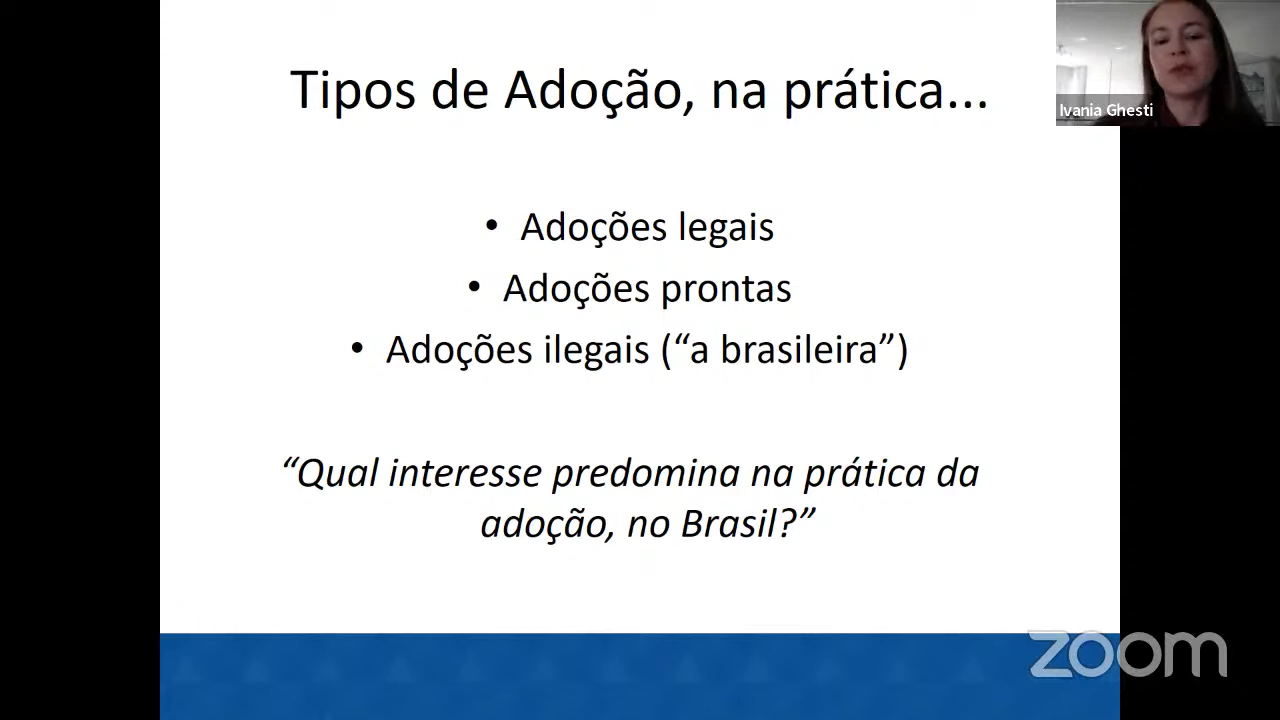 Tipos de Adoção, na prática...
Ivania Ghesti
• Adoções legais
• Adoções prontas
• Adoções ilegais (“a brasileira”)
“Qual interesse predomina na prática da
adoção, no Brasil?”
zoom